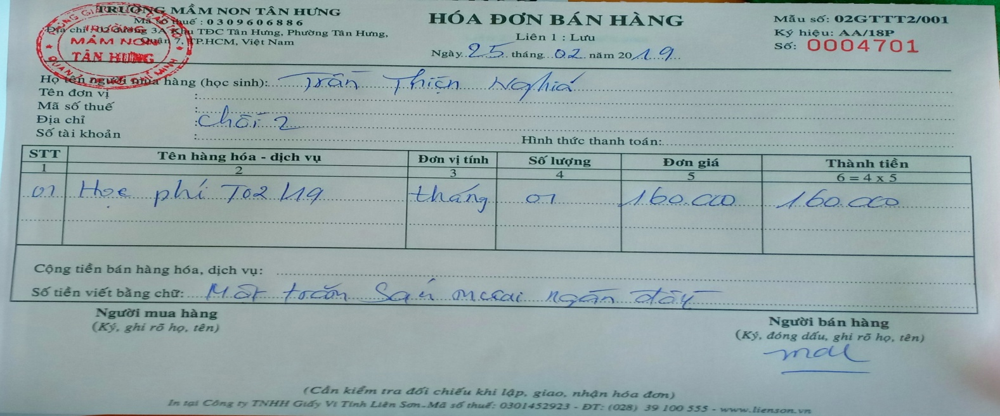 TRƯỜNG MẦM NON TÂN HƯNG
Mã số thuế : 0309606886
Địa chỉ : 02 đường 3A Khu TĐC Tân Hưng, Phường Tân Hưng,
Quận 7, TP.HCM, Việt Nam
TRƯỜNG
MẦM NON
TÂN HƯNG
HÓA ĐƠN BÁN HÀNG
Liên 1 : Lưu
Ngày 25 tháng 02 năm 2019
Mẫu số: 02GTTT2/001
Ký hiệu: AA/18P
Số: 0004701
Họ tên người mua hàng (học sinh): Trần Thiện Nghĩa
Tên đơn vị :
Mã số thuế :
Địa chỉ : Chồi 2
Số tài khoản : Hình thức thanh toán:
STT Tên hàng hóa - dịch vụ Đơn vị tính Số lượng Đơn giá Thành tiền
1 2 3 4 5 6 = 4 x 5
01 Học phí T02/19 tháng 01 160.000 160.000
Cộng tiền bán hàng hóa, dịch vụ:
Số tiền viết bằng chữ: Một trăm Sáu mươi ngàn đồng
Người mua hàng
(Ký, ghi rõ họ, tên)
Người bán hàng
(Ký, đóng dấu, ghi rõ họ, tên)
(Cần kiểm tra đối chiếu khi lập, giao, nhận hóa đơn)
In tại Công ty TNHH Giấy Vi Tính Liên Sơn-Mã số thuế: 0301452923 - ĐT: (028) 39 100 555 - www.lienson.vn